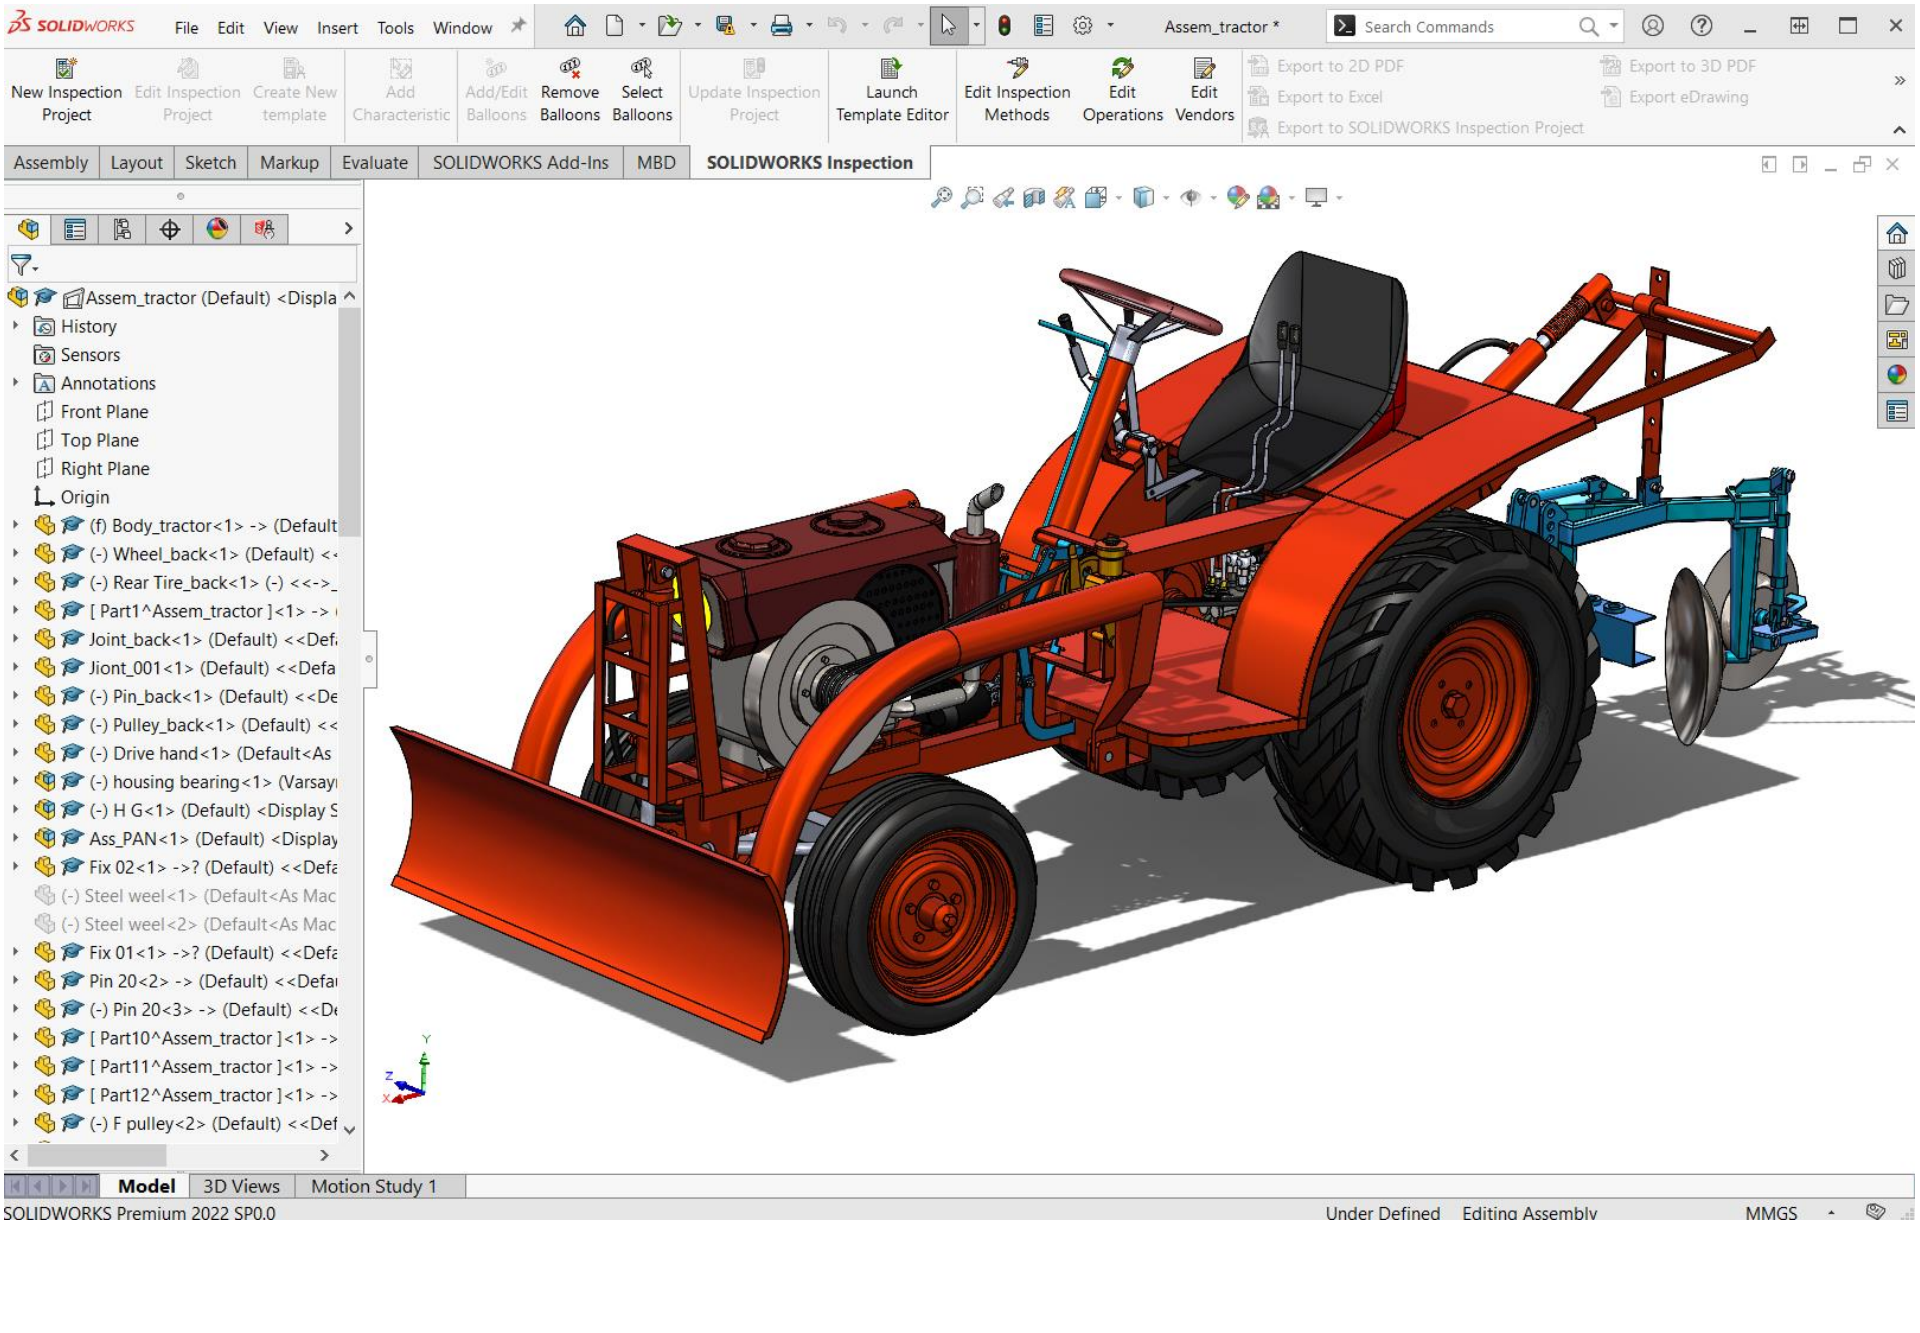 SOLIDWORKS File Edit View Insert Tools Window Assem_tractor * Search Commands
New Inspection Project
Edit Inspection Project
Create New template
Add Characteristic
Add/Edit Balloons
Remove Balloons
Select Balloons
Update Inspection Project
Launch Template Editor
Edit Inspection Methods
Edit Operations
Edit Vendors
Export to 2D PDF
Export to Excel
Export to SOLIDWORKS Inspection Project
Export to 3D PDF
Export eDrawing
Assembly Layout Sketch Markup Evaluate SOLIDWORKS Add-Ins MBD SOLIDWORKS Inspection
Assem_tractor (Default) <Displa
History
Sensors
Annotations
Front Plane
Top Plane
Right Plane
Origin
(f) Body_tractor<1> -> (Default
(-) Wheel_back<1> (Default) <
(-) Rear Tire_back<1> (-) <<->_
[ Part1^Assem_tractor ]<1> -> (
Joint_back<1> (Default) <<Defa
Jiont_001<1> (Default) <<Defa
(-) Pin_back<1> (Default) <<De
(-) Pulley_back<1> (Default) <<
(-) Drive hand<1> (Default<As
(-) housing bearing<1> (Varsayı
(-) H G<1> (Default) <Display S
Ass_PAN<1> (Default) <Display
Fix 02<1> ->? (Default) <<Defa
(-) Steel weel<1> (Default<As Mac
(-) Steel weel<2> (Default<As Mac
Fix 01<1> ->? (Default) <<Defa
Pin 20<2> -> (Default) <<Defau
(-) Pin 20<3> -> (Default) <<De
[ Part10^Assem_tractor ]<1> ->
[ Part11^Assem_tractor ]<1> ->
[ Part12^Assem_tractor ]<1> ->
(-) F pulley<2> (Default) <<Def
Y
Z
X
Model 3D Views Motion Study 1
SOLIDWORKS Premium 2022 SP0.0 Under Defined Editing Assembly MMGS